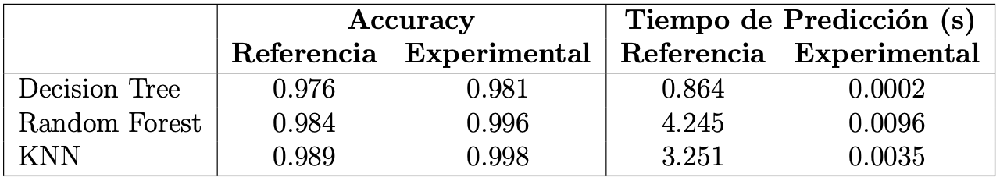 Accuracy Tiempo de Predicción (s)
Referencia Experimental Referencia Experimental
Decision Tree 0.976 0.981 0.864 0.0002
Random Forest 0.984 0.996 4.245 0.0096
KNN 0.989 0.998 3.251 0.0035